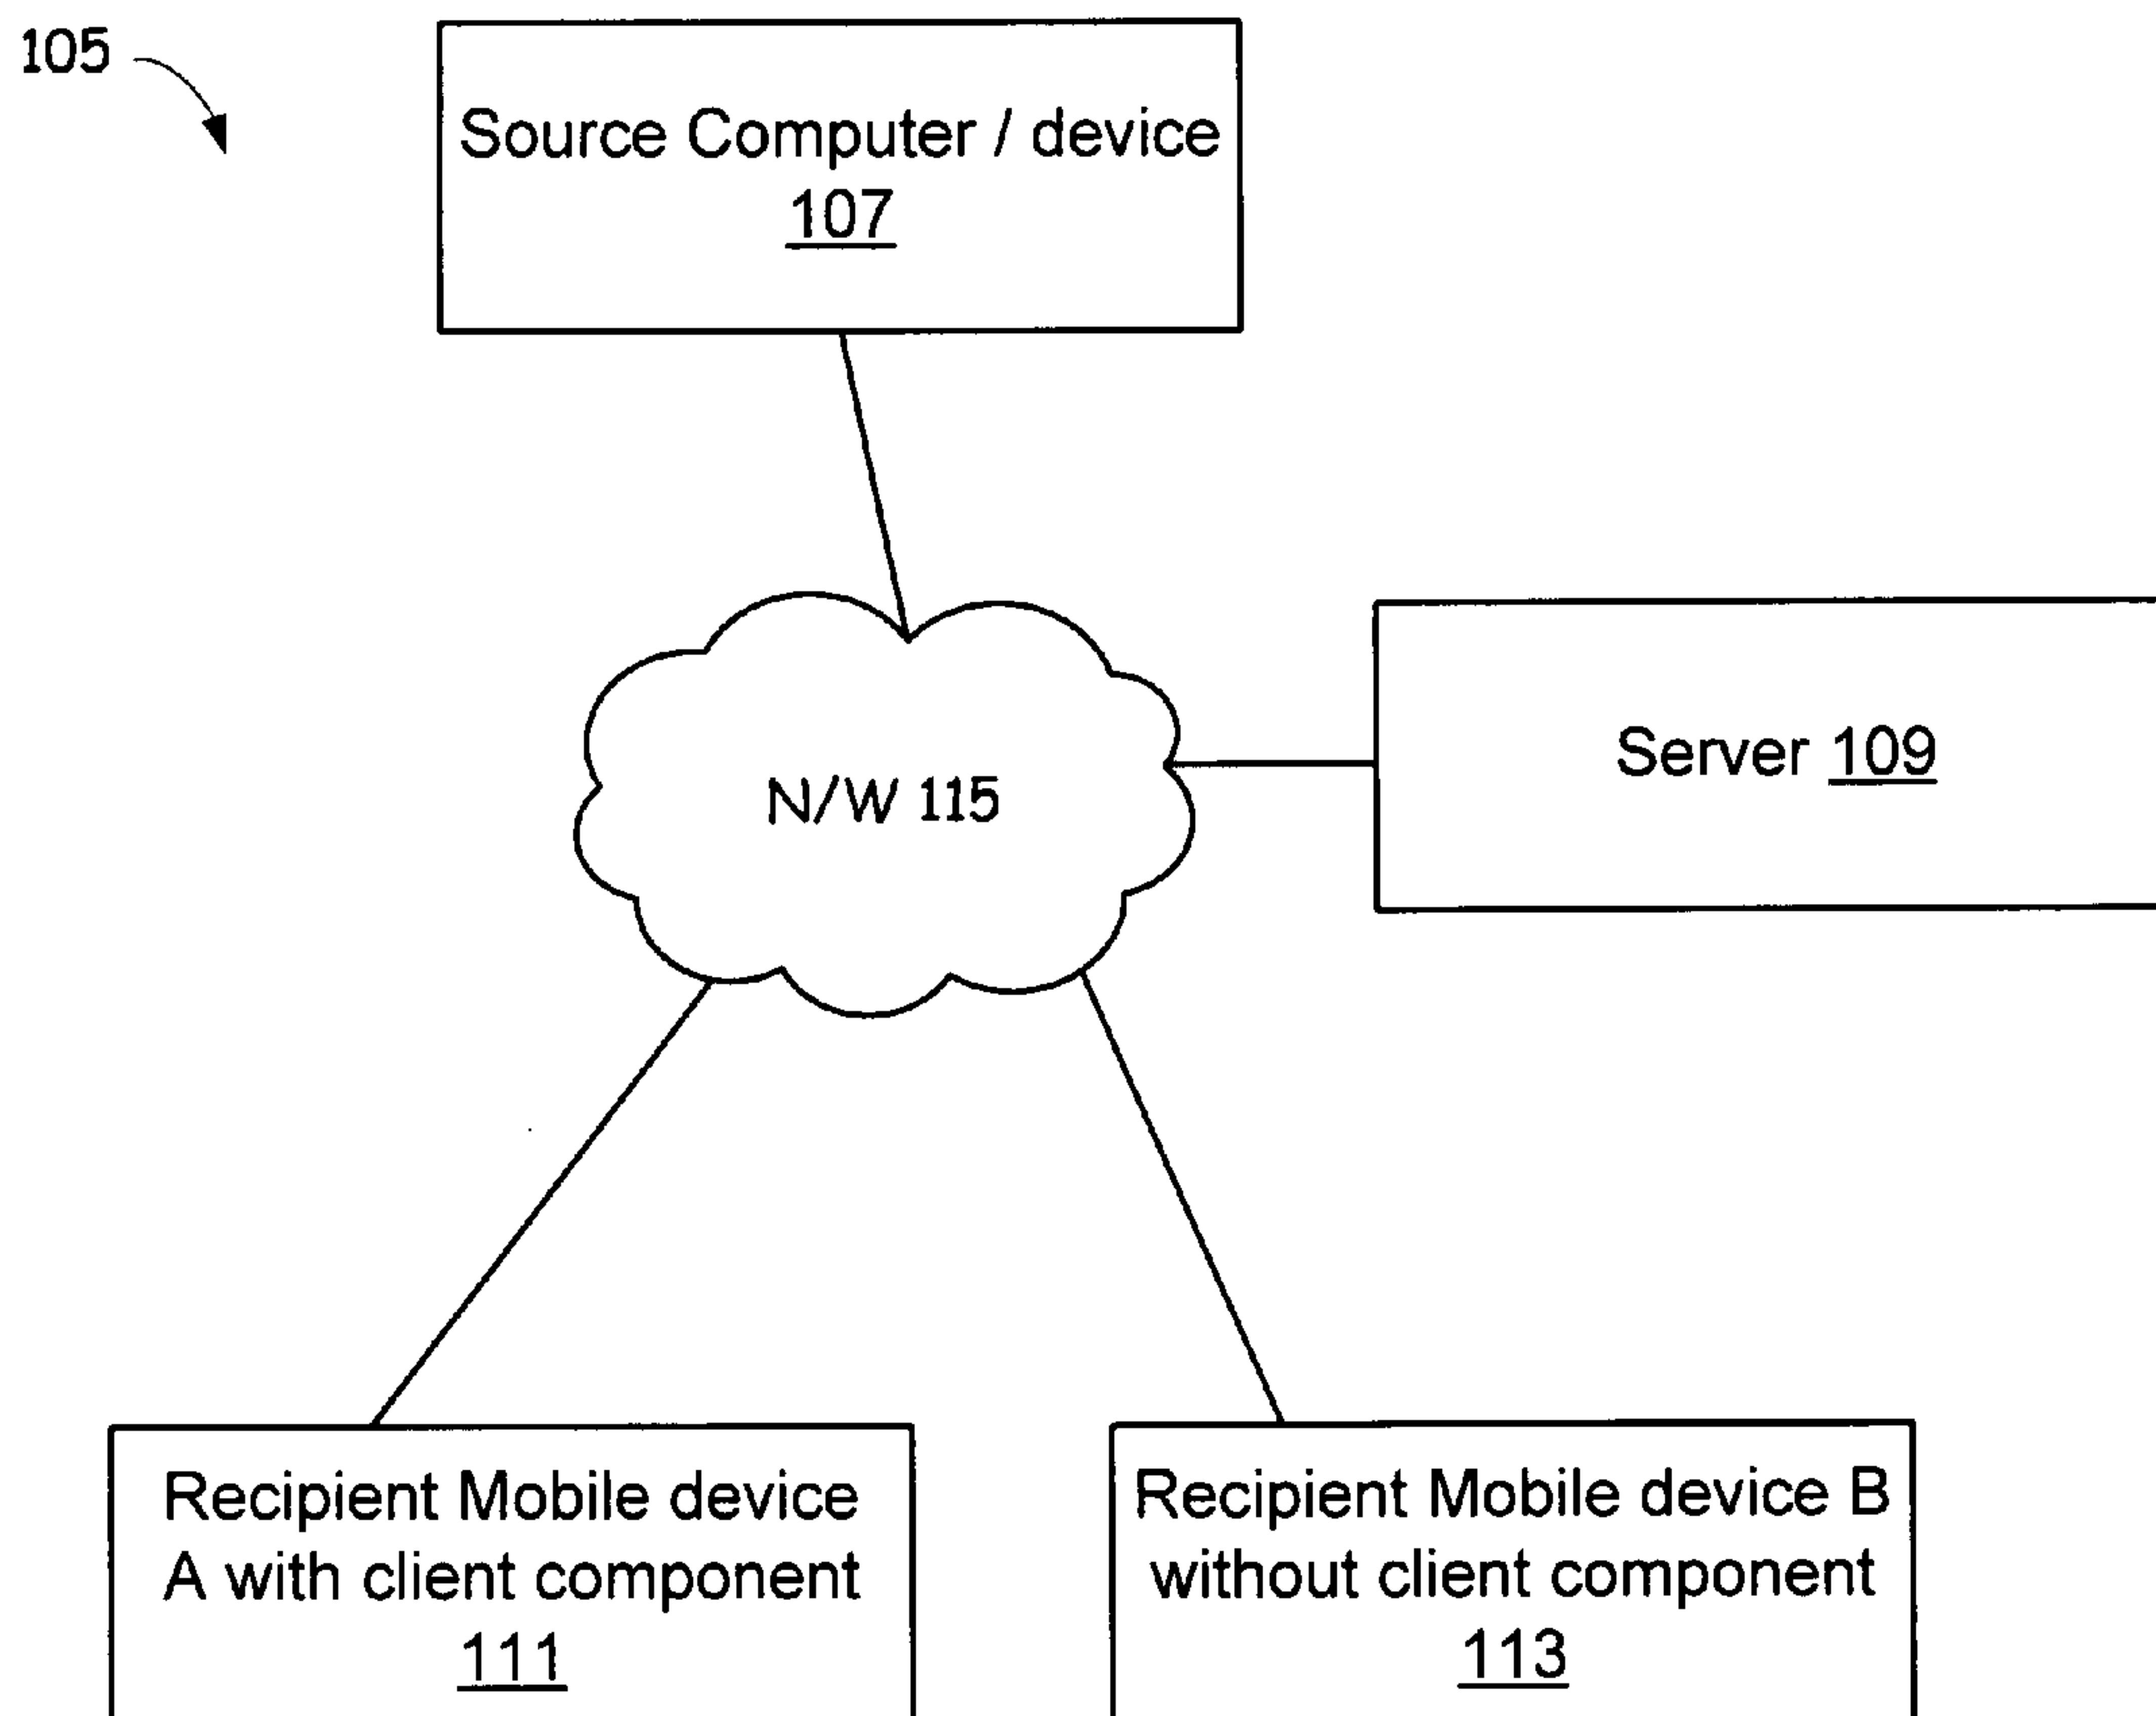 105
Source Computer / device
107
N/W 115
Server 109
Recipient Mobile device
A with client component
111
Recipient Mobile device B
without client component
113